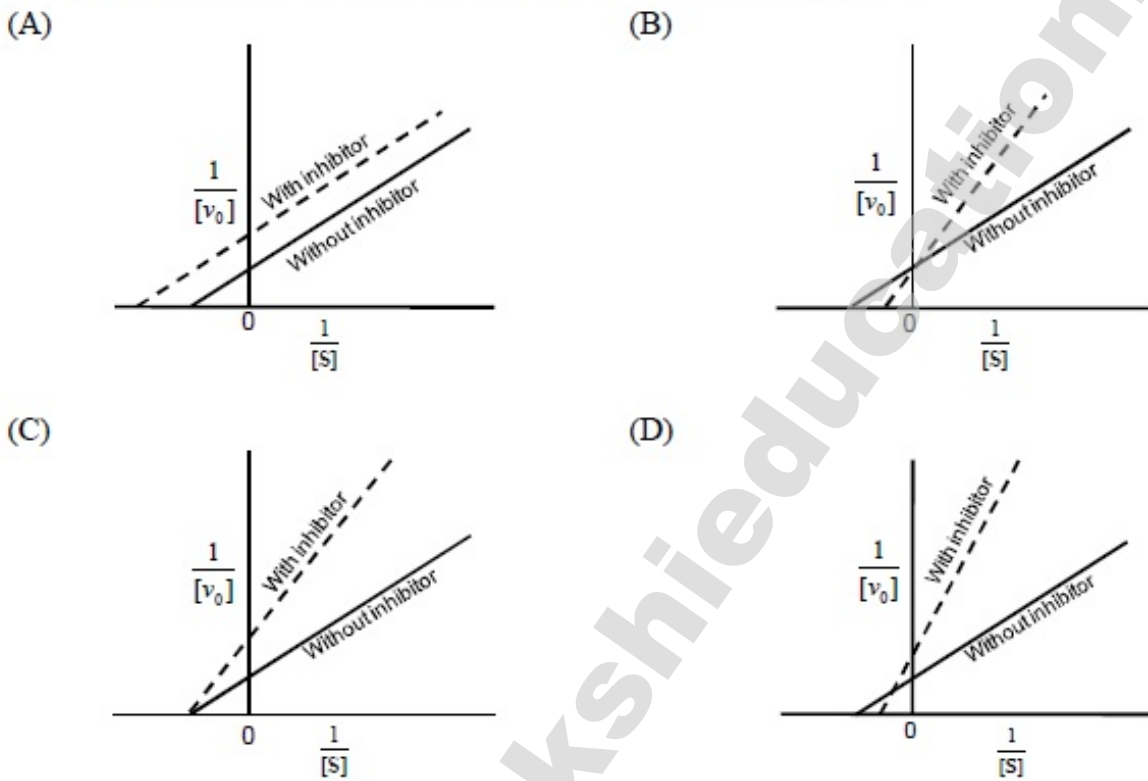 (A)
1
[v₀]
With inhibitor
Without inhibitor
0
1
[S]
(B)
1
[v₀]
With inhibitor
Without inhibitor
0
1
[S]
(C)
1
[v₀]
With inhibitor
Without inhibitor
0
1
[S]
(D)
1
[v₀]
With inhibitor
Without inhibitor
0
1
[S]
kshieducation